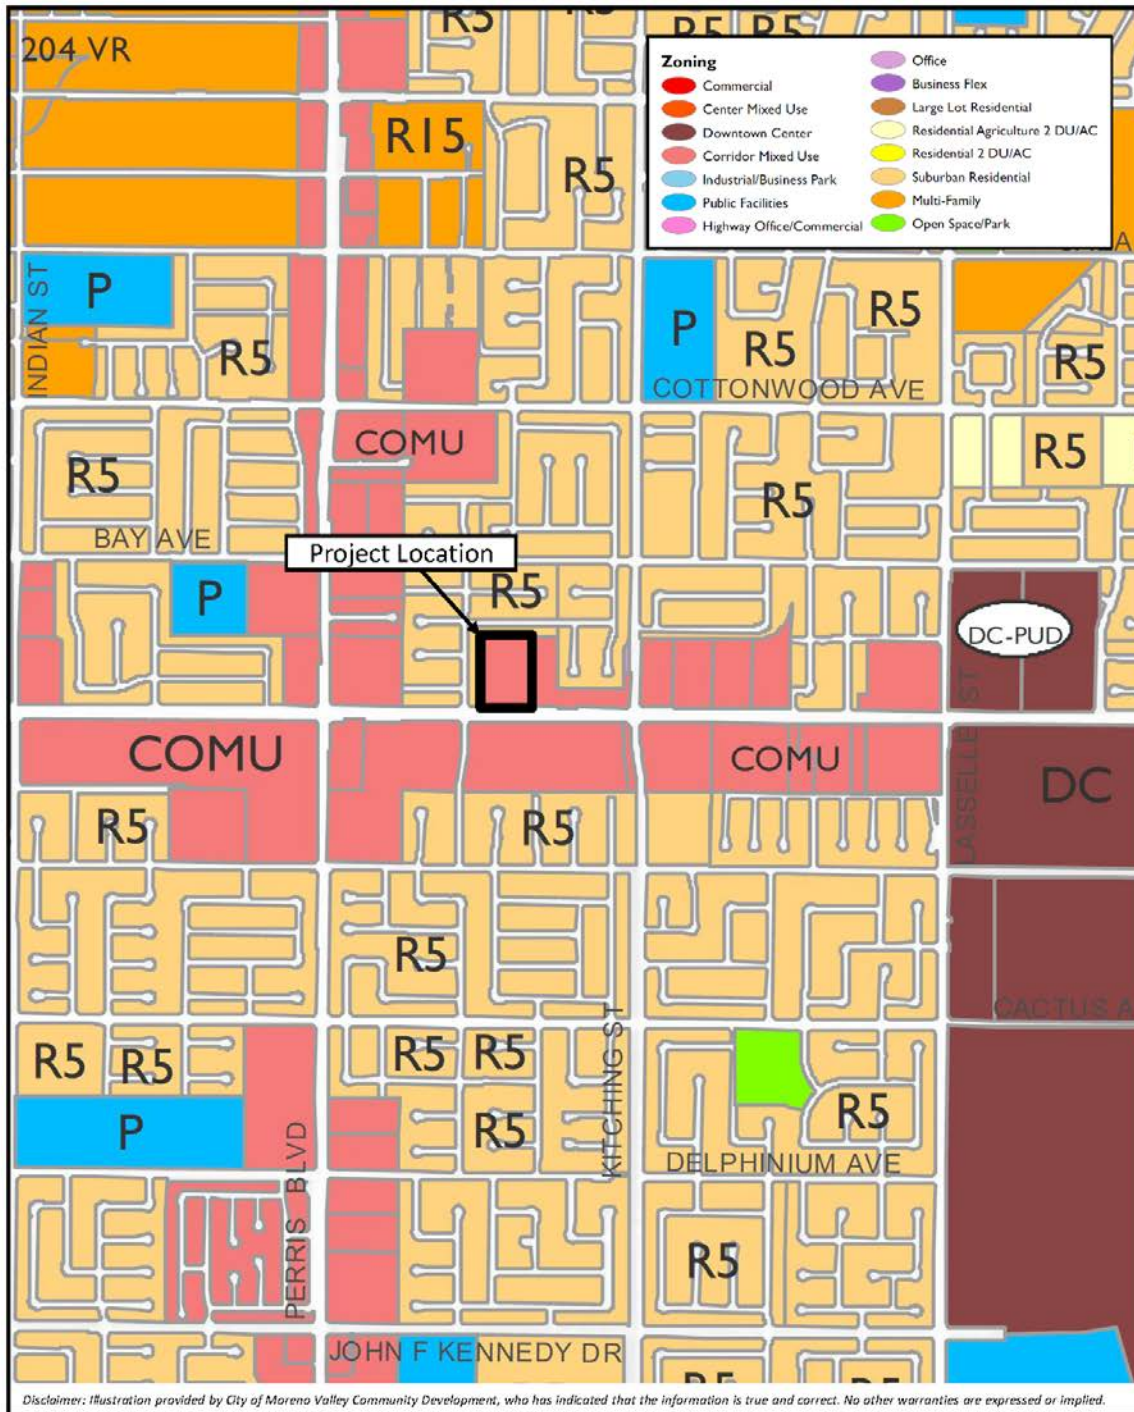 R5
R5
R5
204 VR
Zoning
Commercial
Center Mixed Use
Downtown Center
Corridor Mixed Use
Industrial/Business Park
Public Facilities
Highway Office/Commercial
Office
Business Flex
Large Lot Residential
Residential Agriculture 2 DU/AC
Residential 2 DU/AC
Suburban Residential
Multi-Family
Open Space/Park
R15
R5
INDIAN ST
P
R5
P
R5
R5
R5
COTTONWOOD AVE
R5
COMU
R5
R5
BAY AVE
Project Location
P
R5
DC-PUD
COMU
COMU
LASSELLE ST
DC
R5
R5
R5
CACTUS A
R5
R5
R5
R5
KITCHING ST
R5
R5
P
PERRIS BLVD
DELPHINIUM AVE
R5
JOHN F KENNEDY DR
R5
R5
Disclaimer: Illustration provided by City of Moreno Valley Community Development, who has indicated that the information is true and correct. No other warranties are expressed or implied.